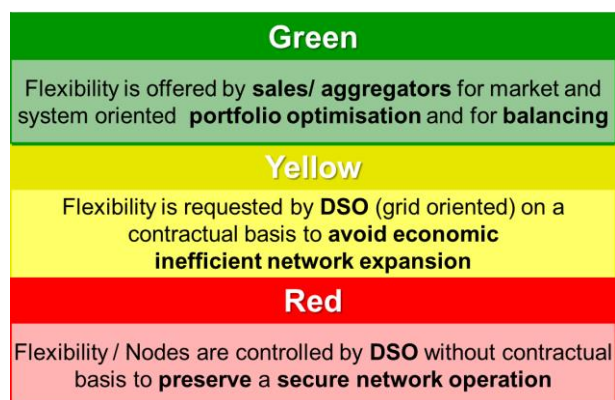 Green
Flexibility is offered by sales/ aggregators for market and
system oriented portfolio optimisation and for balancing
Yellow
Flexibility is requested by DSO (grid oriented) on a
contractual basis to avoid economic
inefficient network expansion
Red
Flexibility / Nodes are controlled by DSO without contractual
basis to preserve a secure network operation